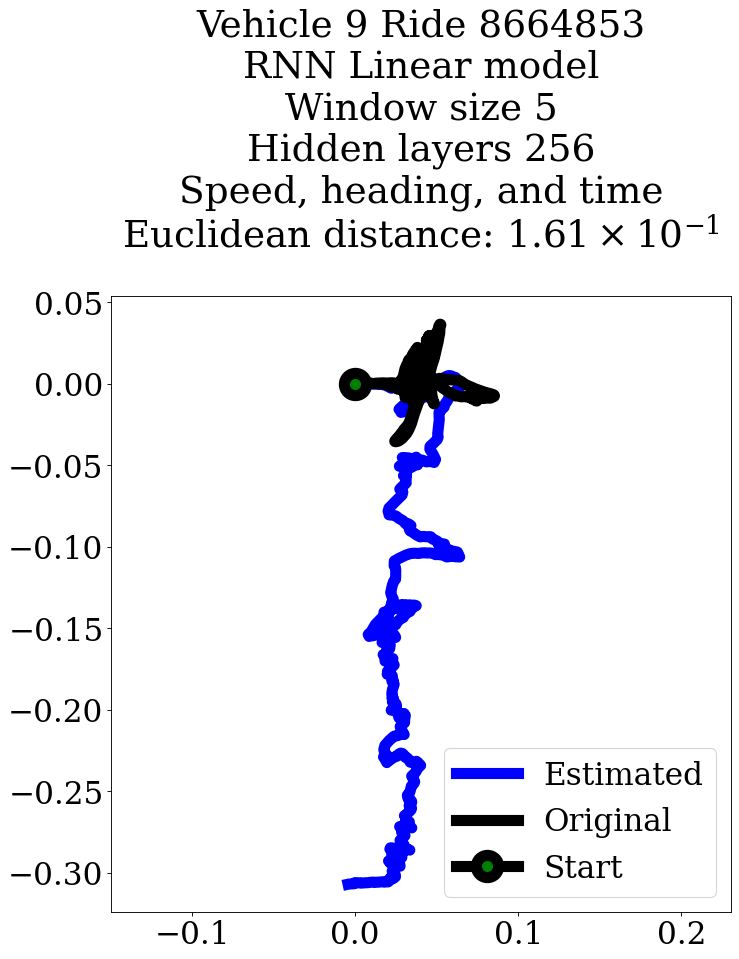 Vehicle 9 Ride 8664853
RNN Linear model
Window size 5
Hidden layers 256
Speed, heading, and time
Euclidean distance: 1.61 × 10⁻¹
0.05
0.00
−0.05
−0.10
−0.15
−0.20
−0.25
−0.30
Estimated
Original
Start
−0.1 0.0 0.1 0.2